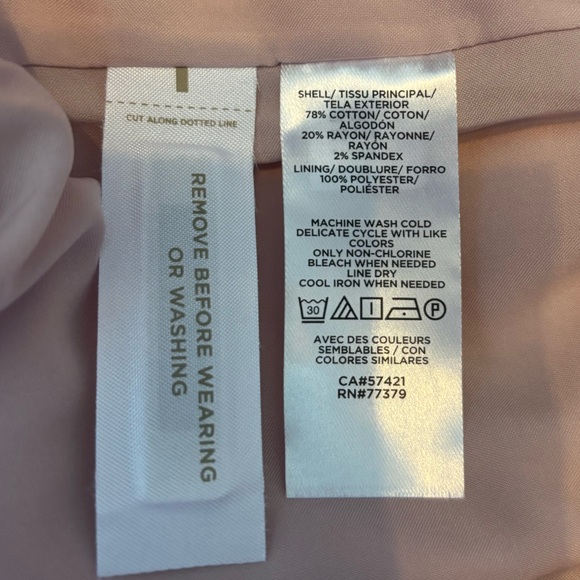 CUT ALONG DOTTED LINE
REMOVE BEFORE WEARING
OR WASHING
SHELL/ TISSU PRINCIPAL/
TELA EXTERIOR
78% COTTON/ COTON/
ALGODÓN
20% RAYON/ RAYONNE/
RAYÓN
2% SPANDEX
LINING/ DOUBLURE/ FORRO
100% POLYESTER/
POLIÉSTER
MACHINE WASH COLD
DELICATE CYCLE WITH LIKE
COLORS
ONLY NON-CHLORINE
BLEACH WHEN NEEDED
LINE DRY
COOL IRON WHEN NEEDED
30 P
AVEC DES COULEURS
SEMBLABLES / CON
COLORES SIMILARES
CA#57421
RN#77379